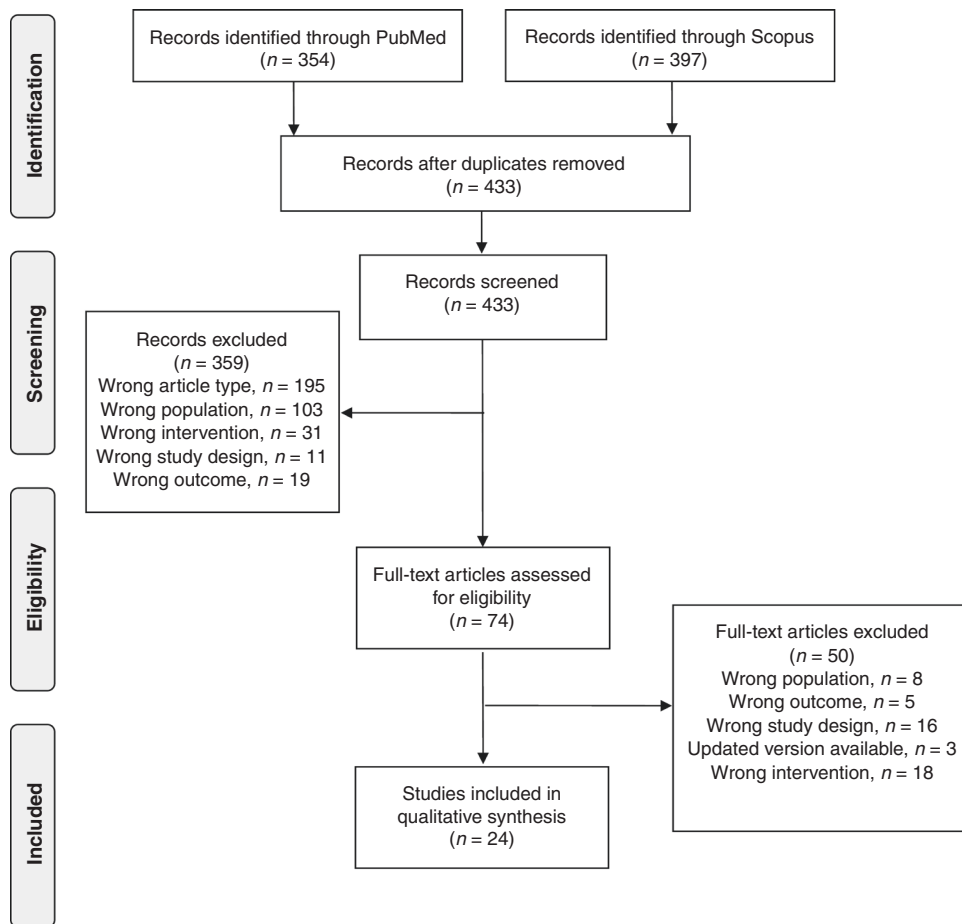 Identification
Records identified through PubMed
(n = 354)
Records identified through Scopus
(n = 397)
Records after duplicates removed
(n = 433)
Screening
Records screened
(n = 433)
Records excluded
(n = 359)
Wrong article type, n = 195
Wrong population, n = 103
Wrong intervention, n = 31
Wrong study design, n = 11
Wrong outcome, n = 19
Eligibility
Full-text articles assessed
for eligibility
(n = 74)
Full-text articles excluded
(n = 50)
Wrong population, n = 8
Wrong outcome, n = 5
Wrong study design, n = 16
Updated version available, n = 3
Wrong intervention, n = 18
Included
Studies included in
qualitative synthesis
(n = 24)